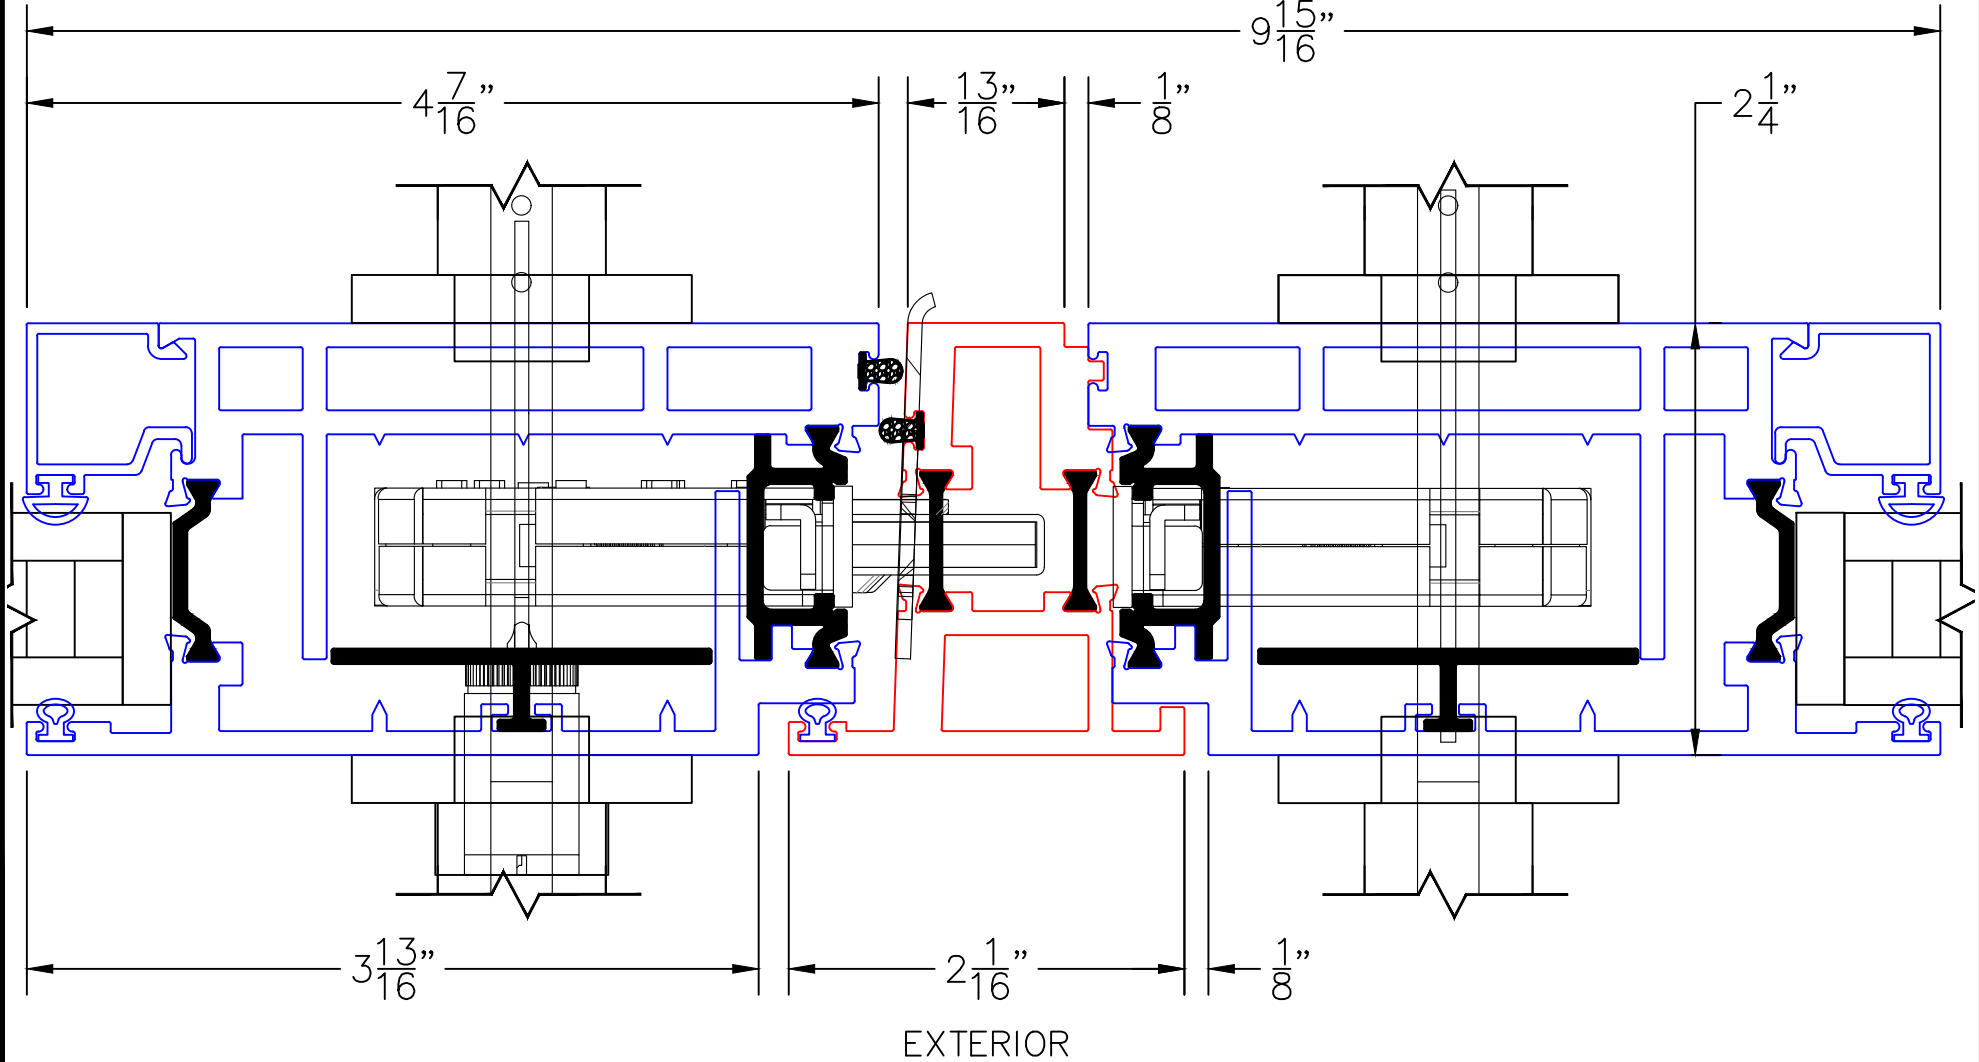 9 15/16”
4 7/16” 13/16” 1/8” 2 1/4”
3 13/16” 2 1/16” 1/8”
EXTERIOR